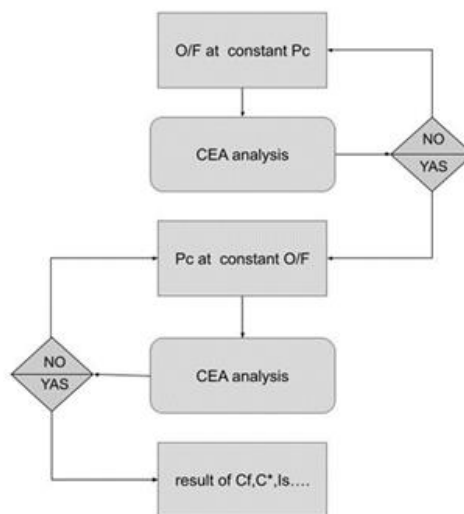 O/F at constant Pc
CEA analysis
NO
YAS
Pc at constant O/F
CEA analysis
NO
YAS
result of Cf,C*,Is....